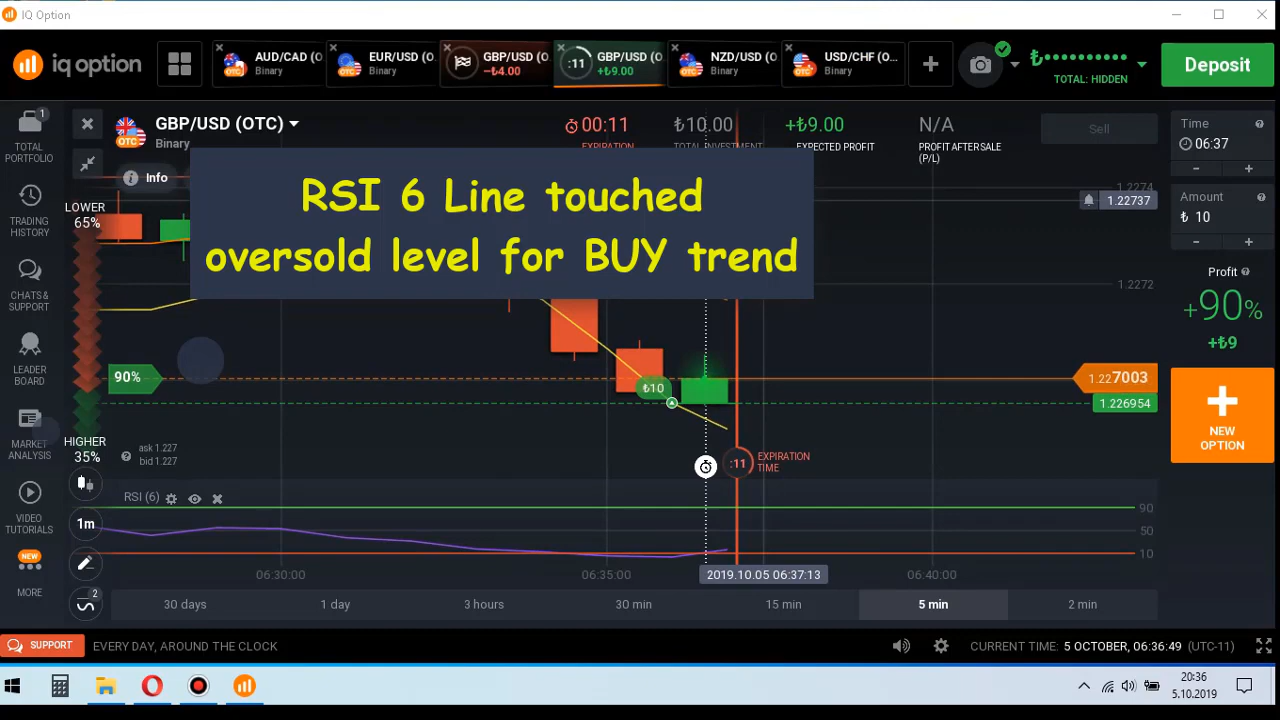 IQ Option
iq option
AUD/CAD (O
Binary
EUR/USD (O...
Binary
GBP/USD (O
−₺4.00
:11
GBP/USD (O
+₺9.00
NZD/USD (O
Binary
USD/CHF (O...
Binary
₺••••••••••
TOTAL: HIDDEN
Deposit
1
TOTAL
PORTFOLIO
TRADING
HISTORY
CHATS &
SUPPORT
LEADER
BOARD
MARKET
ANALYSIS
VIDEO
TUTORIALS
NEW
MORE
OTC
GBP/USD (OTC)
Binary
Info
00:11
EXPIRATION
₺10.00
TOTAL INVESTMENT
+₺9.00
EXPECTED PROFIT
N/A
PROFIT AFTER SALE
(P/L)
Sell
RSI 6 Line touched
oversold level for BUY trend
LOWER
65%
90%
HIGHER
35%
ask 1.227
bid 1.227
₺10
:11
EXPIRATION
TIME
1.2274
1.22737
1.2272
1.227003
1.226954
RSI (6)
90
50
10
1m
2
06:30:00
06:35:00
2019.10.05 06:37:13
06:40:00
30 days
1 day
3 hours
30 min
15 min
5 min
2 min
Time
06:37
- +
Amount
₺ 10
- +
Profit
+90%
+₺9
NEW
OPTION
SUPPORT
EVERY DAY, AROUND THE CLOCK
CURRENT TIME: 5 OCTOBER, 06:36:49 (UTC-11)
20:36
5.10.2019